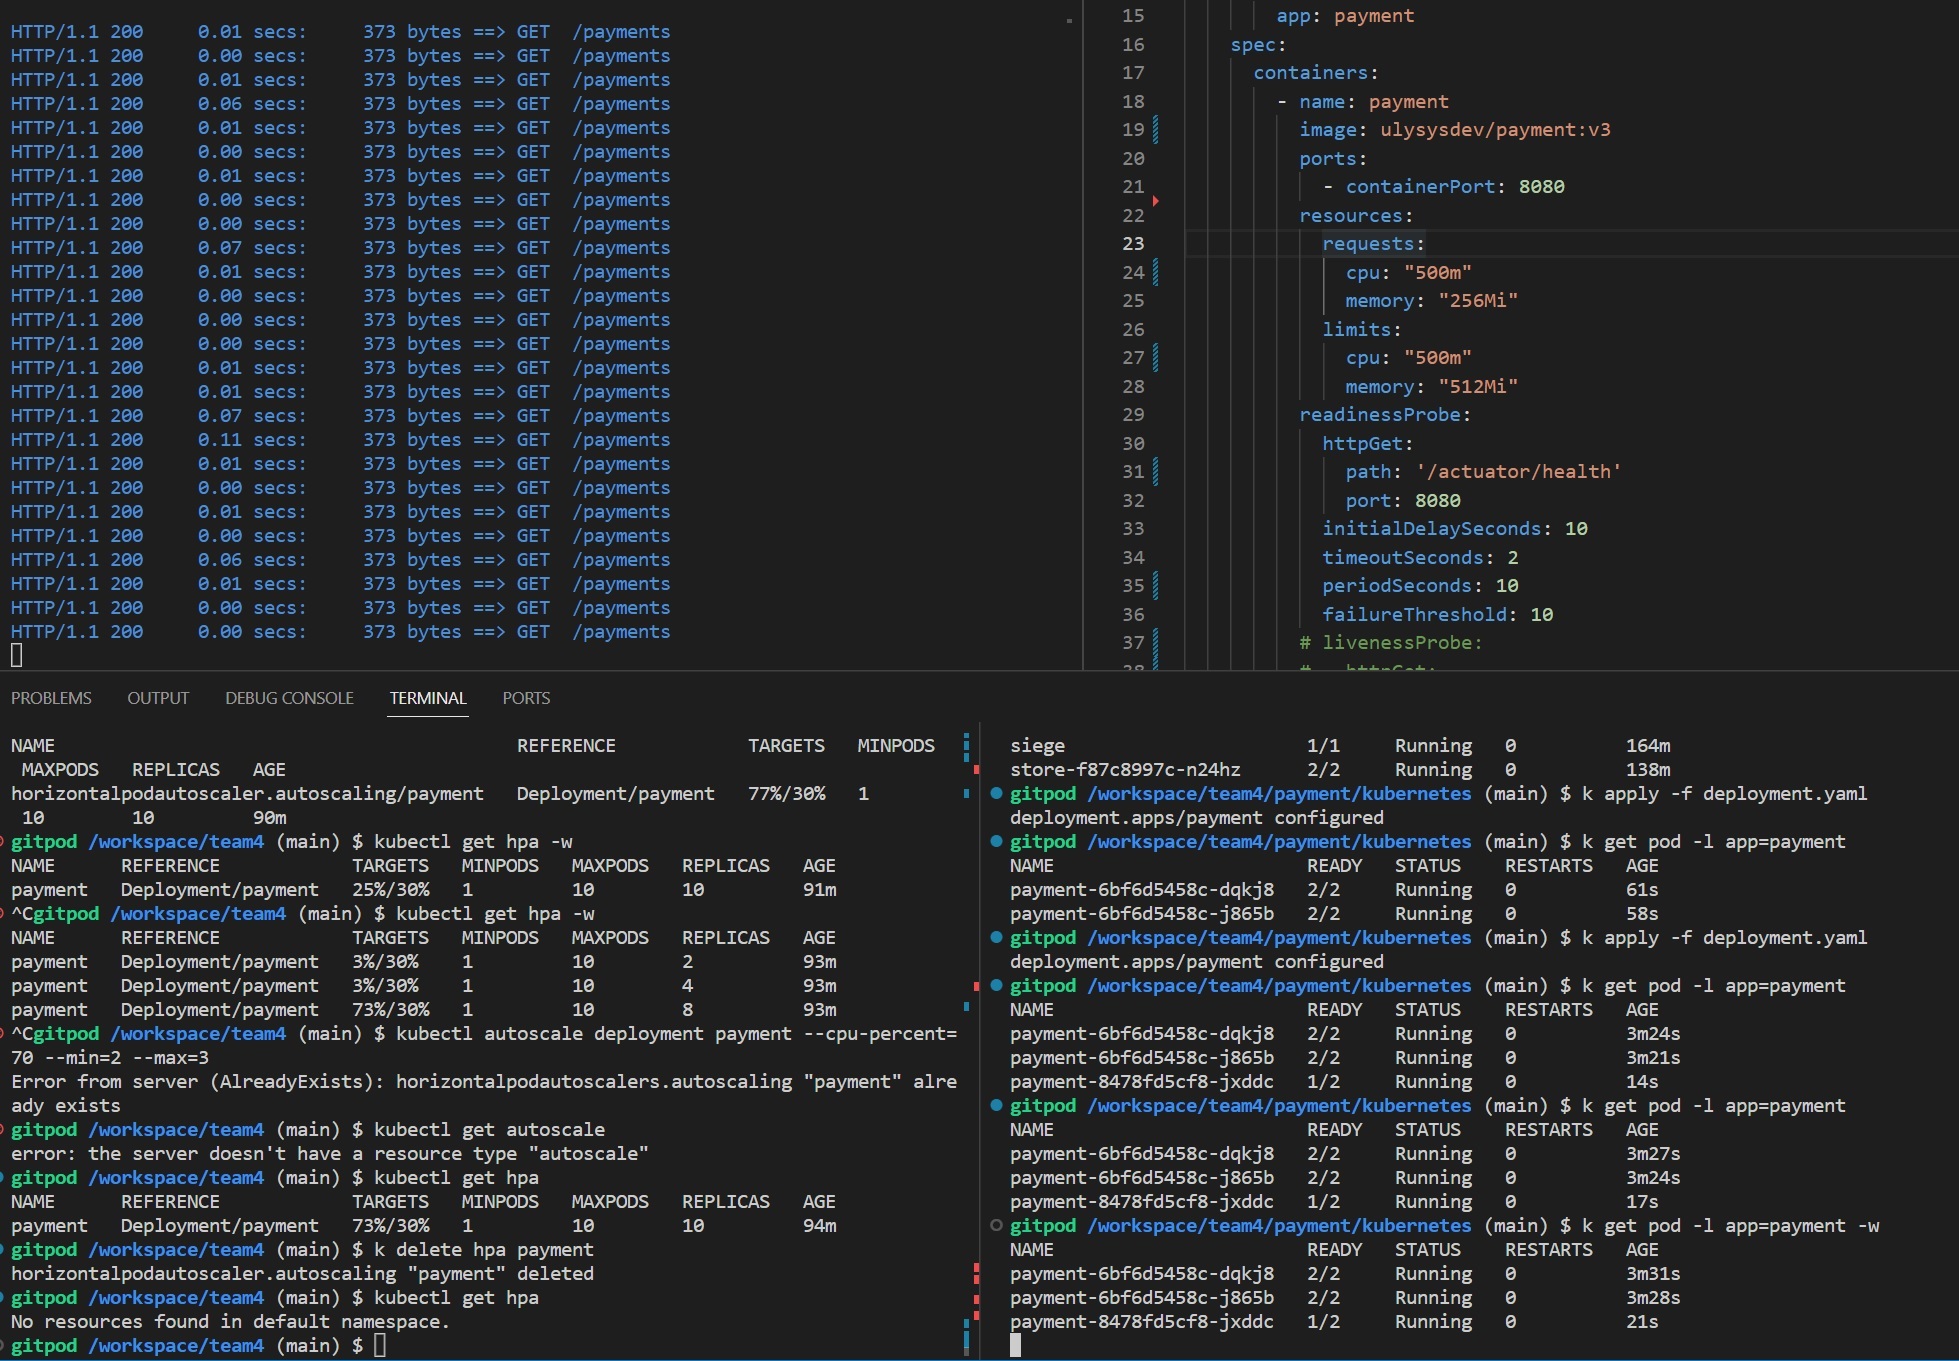 HTTP/1.1 200     0.01 secs:     373 bytes ==> GET  /payments
HTTP/1.1 200     0.00 secs:     373 bytes ==> GET  /payments
HTTP/1.1 200     0.01 secs:     373 bytes ==> GET  /payments
HTTP/1.1 200     0.06 secs:     373 bytes ==> GET  /payments
HTTP/1.1 200     0.01 secs:     373 bytes ==> GET  /payments
HTTP/1.1 200     0.00 secs:     373 bytes ==> GET  /payments
HTTP/1.1 200     0.01 secs:     373 bytes ==> GET  /payments
HTTP/1.1 200     0.00 secs:     373 bytes ==> GET  /payments
HTTP/1.1 200     0.00 secs:     373 bytes ==> GET  /payments
HTTP/1.1 200     0.07 secs:     373 bytes ==> GET  /payments
HTTP/1.1 200     0.01 secs:     373 bytes ==> GET  /payments
HTTP/1.1 200     0.00 secs:     373 bytes ==> GET  /payments
HTTP/1.1 200     0.00 secs:     373 bytes ==> GET  /payments
HTTP/1.1 200     0.00 secs:     373 bytes ==> GET  /payments
HTTP/1.1 200     0.01 secs:     373 bytes ==> GET  /payments
HTTP/1.1 200     0.01 secs:     373 bytes ==> GET  /payments
HTTP/1.1 200     0.07 secs:     373 bytes ==> GET  /payments
HTTP/1.1 200     0.11 secs:     373 bytes ==> GET  /payments
HTTP/1.1 200     0.01 secs:     373 bytes ==> GET  /payments
HTTP/1.1 200     0.00 secs:     373 bytes ==> GET  /payments
HTTP/1.1 200     0.01 secs:     373 bytes ==> GET  /payments
HTTP/1.1 200     0.00 secs:     373 bytes ==> GET  /payments
HTTP/1.1 200     0.06 secs:     373 bytes ==> GET  /payments
HTTP/1.1 200     0.01 secs:     373 bytes ==> GET  /payments
HTTP/1.1 200     0.00 secs:     373 bytes ==> GET  /payments
HTTP/1.1 200     0.00 secs:     373 bytes ==> GET  /payments
15 app: payment
16 spec:
17 containers:
18 - name: payment
19 image: ulysysdev/payment:v3
20 ports:
21 - containerPort: 8080
22 resources:
23 requests:
24 cpu: "500m"
25 memory: "256Mi"
26 limits:
27 cpu: "500m"
28 memory: "512Mi"
29 readinessProbe:
30 httpGet:
31 path: '/actuator/health'
32 port: 8080
33 initialDelaySeconds: 10
34 timeoutSeconds: 2
35 periodSeconds: 10
36 failureThreshold: 10
37 # livenessProbe:
38 # httpGet:
PROBLEMS OUTPUT DEBUG CONSOLE TERMINAL PORTS
NAME REFERENCE TARGETS MINPODS
MAXPODS REPLICAS AGE
horizontalpodautoscaler.autoscaling/payment Deployment/payment 77%/30% 1
10 10 90m
gitpod /workspace/team4 (main) $ kubectl get hpa -w
NAME REFERENCE TARGETS MINPODS MAXPODS REPLICAS AGE
payment Deployment/payment 25%/30% 1 10 10 91m
^Cgitpod /workspace/team4 (main) $ kubectl get hpa -w
NAME REFERENCE TARGETS MINPODS MAXPODS REPLICAS AGE
payment Deployment/payment 3%/30% 1 10 2 93m
payment Deployment/payment 3%/30% 1 10 4 93m
payment Deployment/payment 73%/30% 1 10 8 93m
^Cgitpod /workspace/team4 (main) $ kubectl autoscale deployment payment --cpu-percent=
70 --min=2 --max=3
Error from server (AlreadyExists): horizontalpodautoscalers.autoscaling "payment" alre
ady exists
gitpod /workspace/team4 (main) $ kubectl get autoscale
error: the server doesn't have a resource type "autoscale"
gitpod /workspace/team4 (main) $ kubectl get hpa
NAME REFERENCE TARGETS MINPODS MAXPODS REPLICAS AGE
payment Deployment/payment 73%/30% 1 10 10 94m
gitpod /workspace/team4 (main) $ k delete hpa payment
horizontalpodautoscaler.autoscaling "payment" deleted
gitpod /workspace/team4 (main) $ kubectl get hpa
No resources found in default namespace.
gitpod /workspace/team4 (main) $
siege 1/1 Running 0 164m
store-f87c8997c-n24hz 2/2 Running 0 138m
gitpod /workspace/team4/payment/kubernetes (main) $ k apply -f deployment.yaml
deployment.apps/payment configured
gitpod /workspace/team4/payment/kubernetes (main) $ k get pod -l app=payment
NAME READY STATUS RESTARTS AGE
payment-6bf6d5458c-dqkj8 2/2 Running 0 61s
payment-6bf6d5458c-j865b 2/2 Running 0 58s
gitpod /workspace/team4/payment/kubernetes (main) $ k apply -f deployment.yaml
deployment.apps/payment configured
gitpod /workspace/team4/payment/kubernetes (main) $ k get pod -l app=payment
NAME READY STATUS RESTARTS AGE
payment-6bf6d5458c-dqkj8 2/2 Running 0 3m24s
payment-6bf6d5458c-j865b 2/2 Running 0 3m21s
payment-8478fd5cf8-jxddc 1/2 Running 0 14s
gitpod /workspace/team4/payment/kubernetes (main) $ k get pod -l app=payment
NAME READY STATUS RESTARTS AGE
payment-6bf6d5458c-dqkj8 2/2 Running 0 3m27s
payment-6bf6d5458c-j865b 2/2 Running 0 3m24s
payment-8478fd5cf8-jxddc 1/2 Running 0 17s
gitpod /workspace/team4/payment/kubernetes (main) $ k get pod -l app=payment -w
NAME READY STATUS RESTARTS AGE
payment-6bf6d5458c-dqkj8 2/2 Running 0 3m31s
payment-6bf6d5458c-j865b 2/2 Running 0 3m28s
payment-8478fd5cf8-jxddc 1/2 Running 0 21s